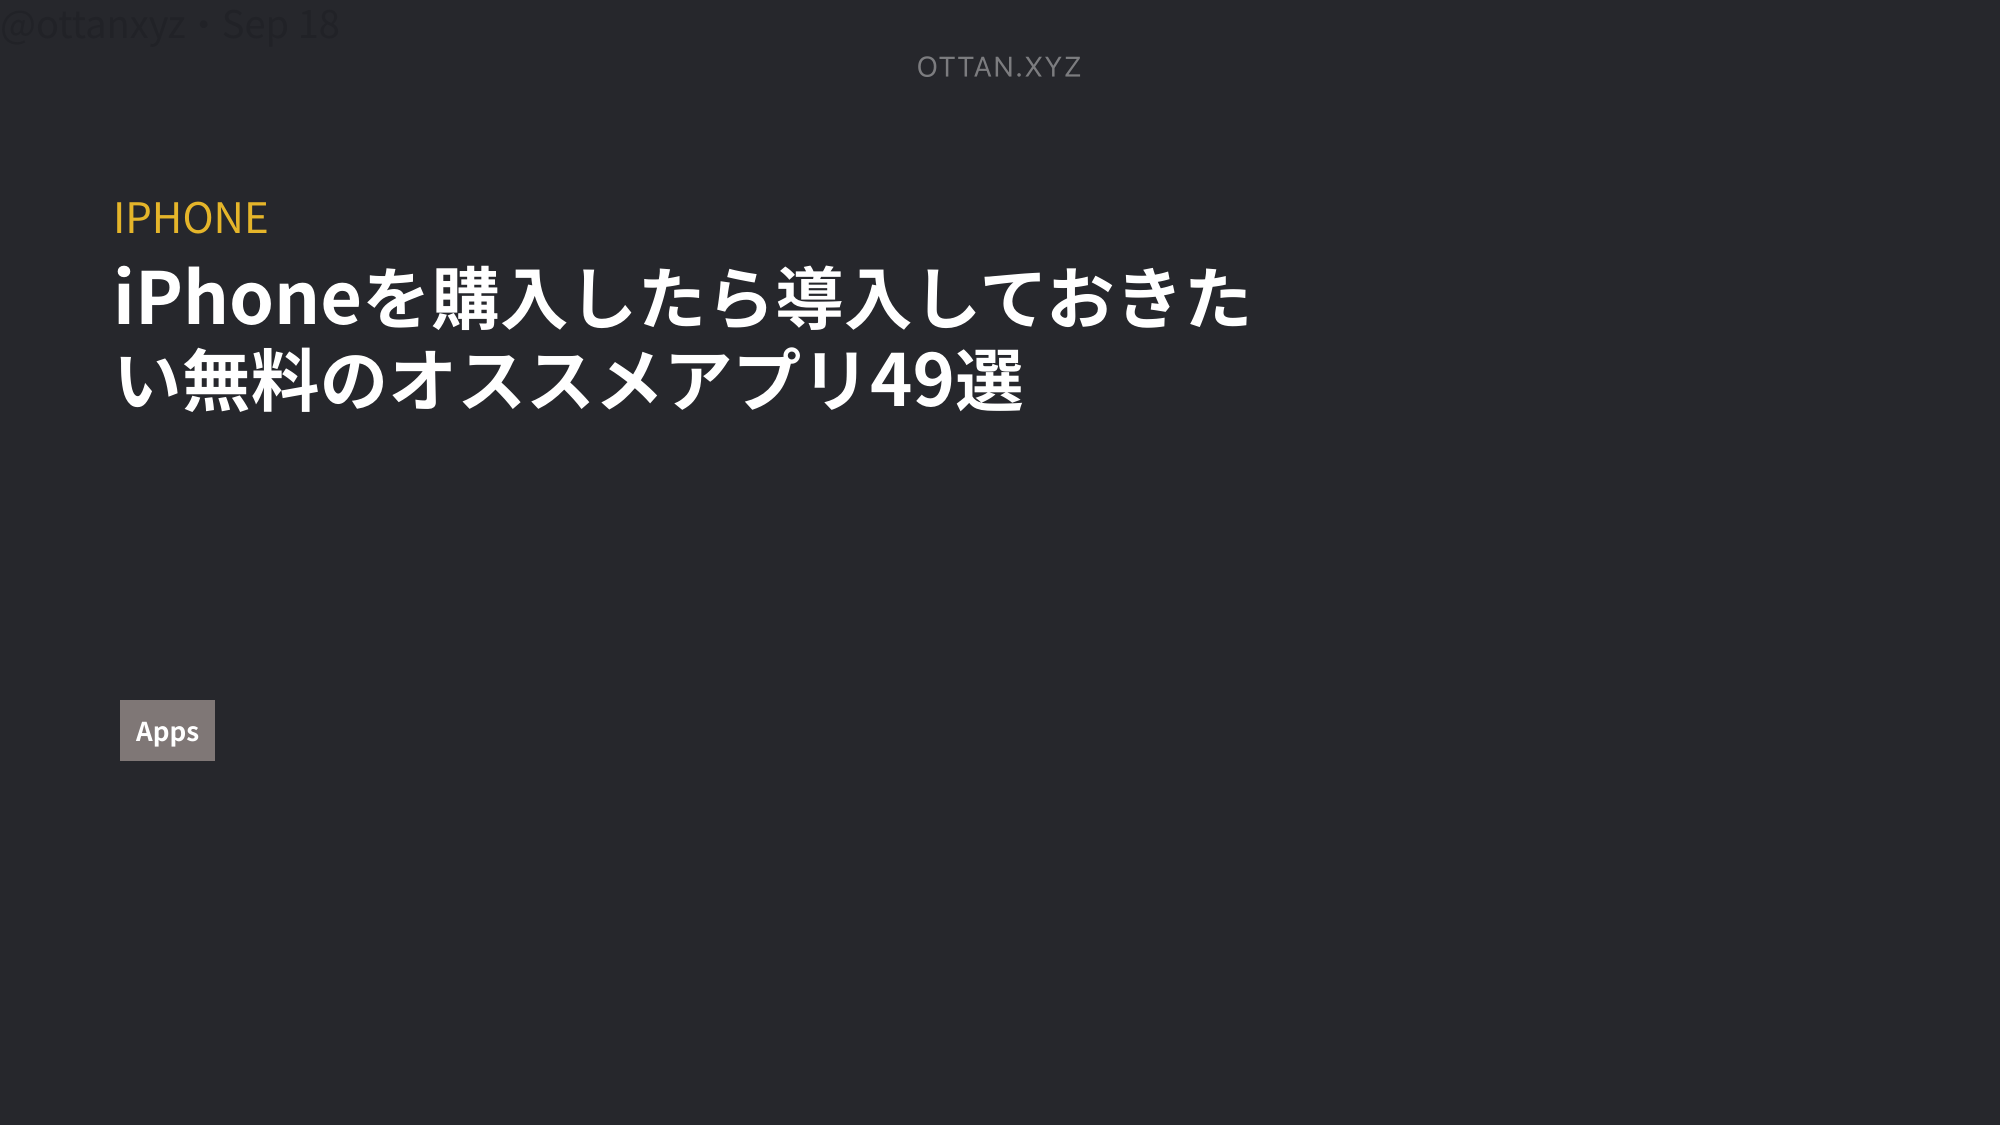 @ottanxyz・Sep 18
OTTAN.XYZ
IPHONE
iPhoneを購入したら導入しておきた
い無料のオススメアプリ49選
Apps